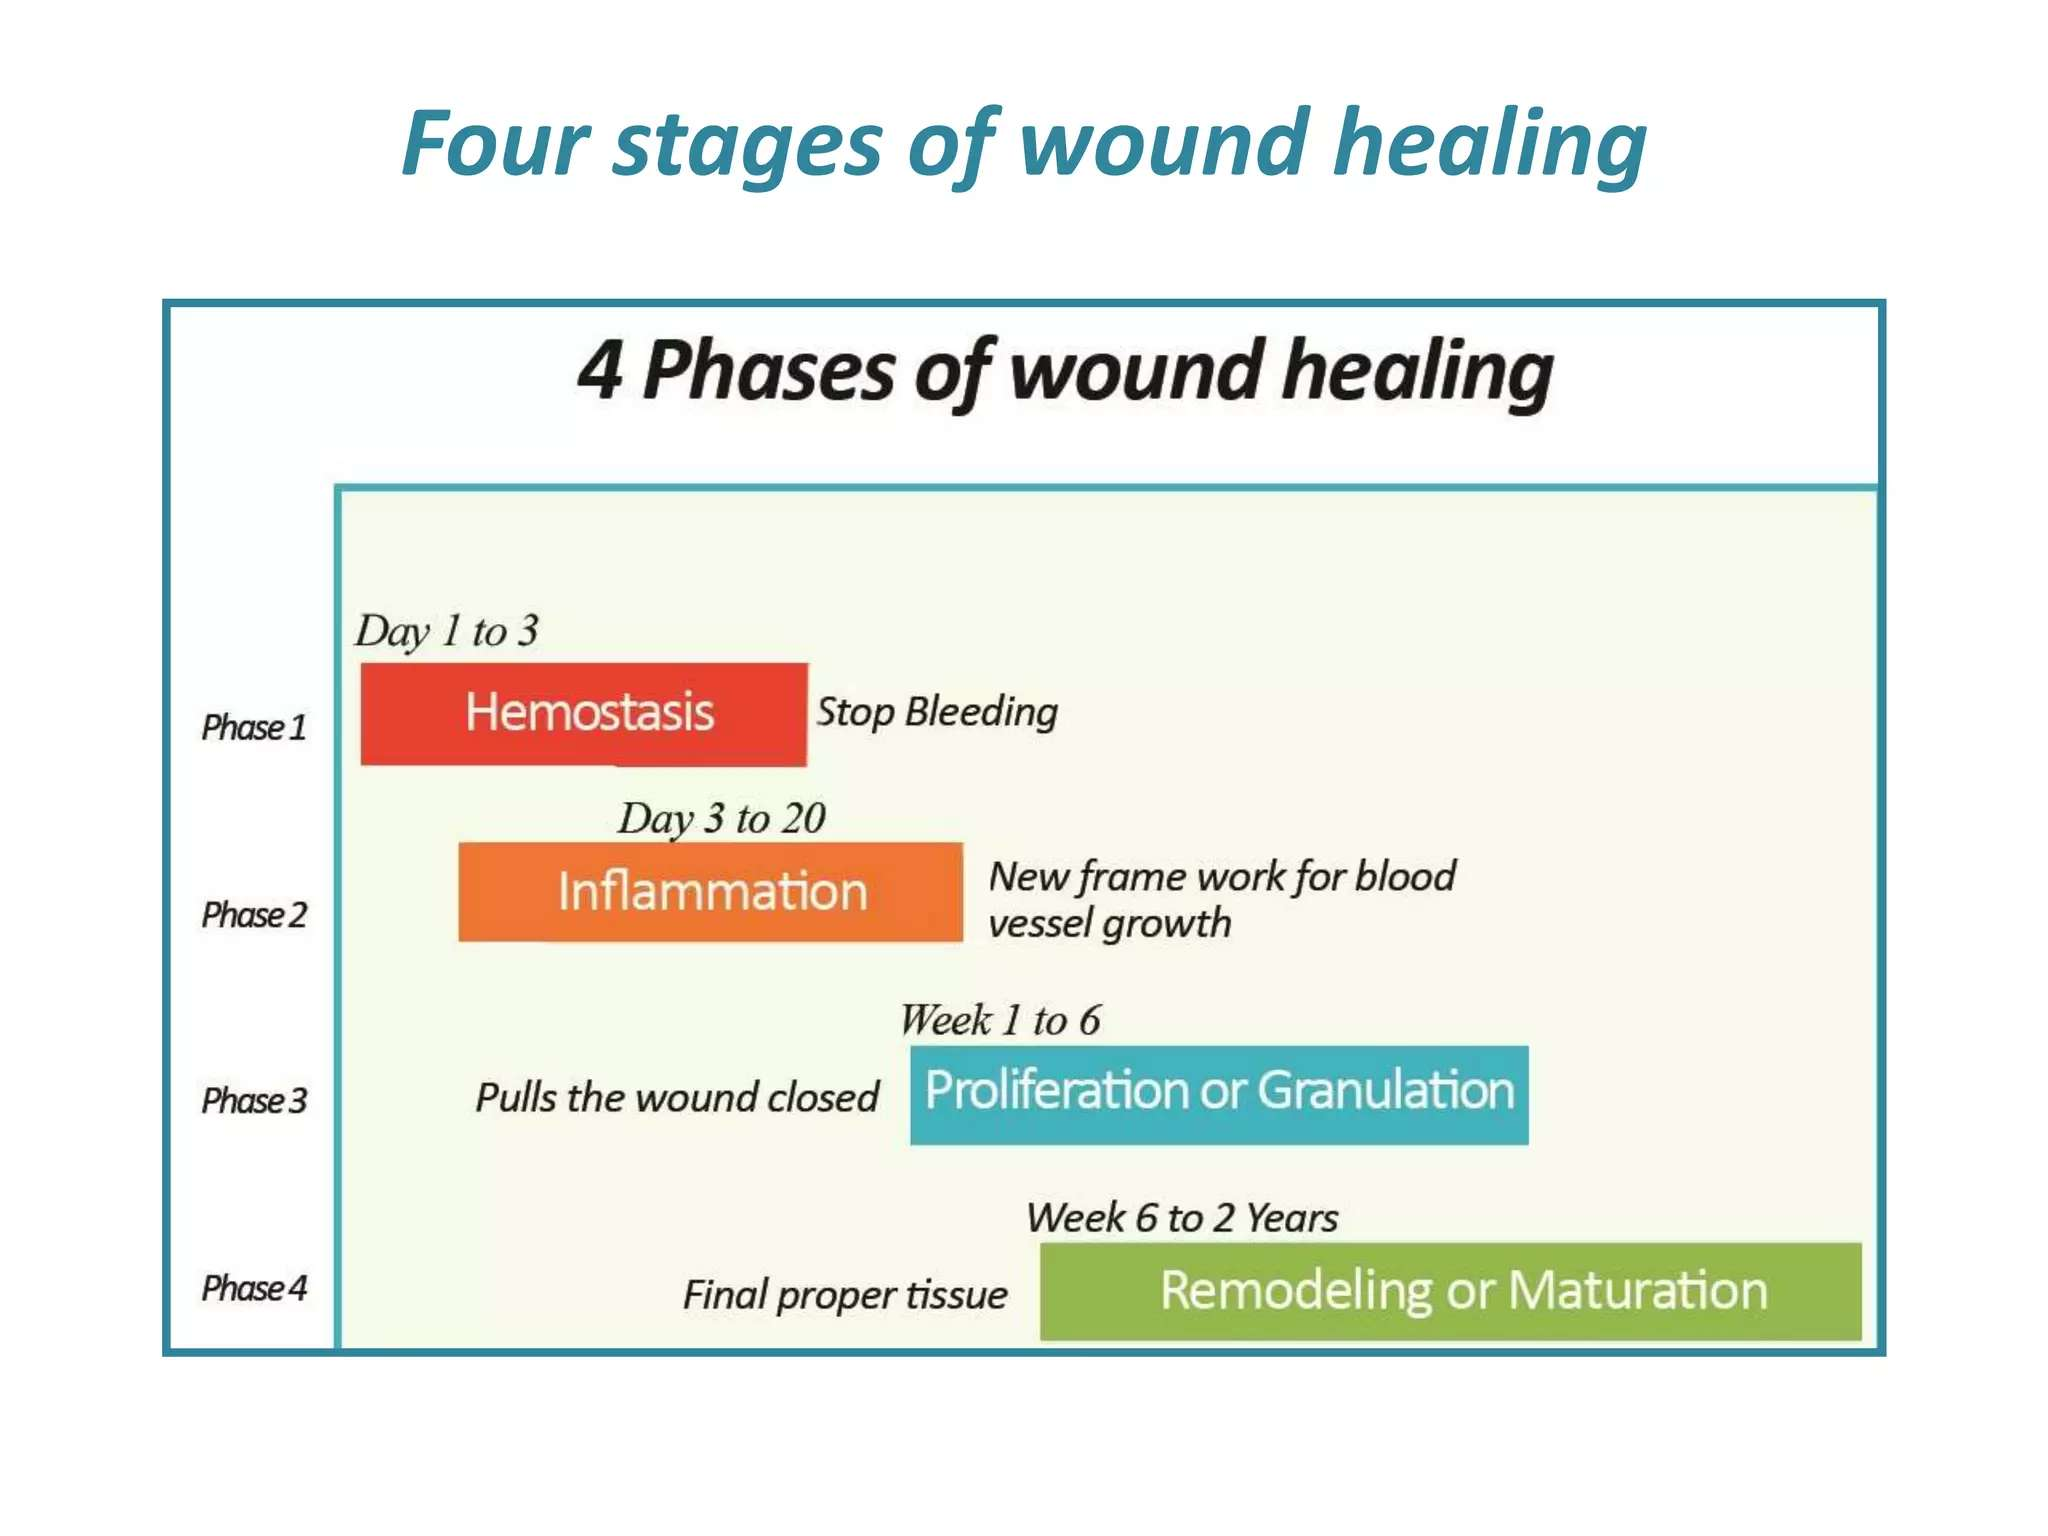 Four stages of wound healing
4 Phases of wound healing
Day 1 to 3
Phase 1
Hemostasis
Stop Bleeding
Day 3 to 20
Phase 2
Inflammation
New frame work for blood
vessel growth
Week 1 to 6
Phase 3
Pulls the wound closed
Proliferation or Granulation
Week 6 to 2 Years
Phase 4
Final proper tissue
Remodeling or Maturation